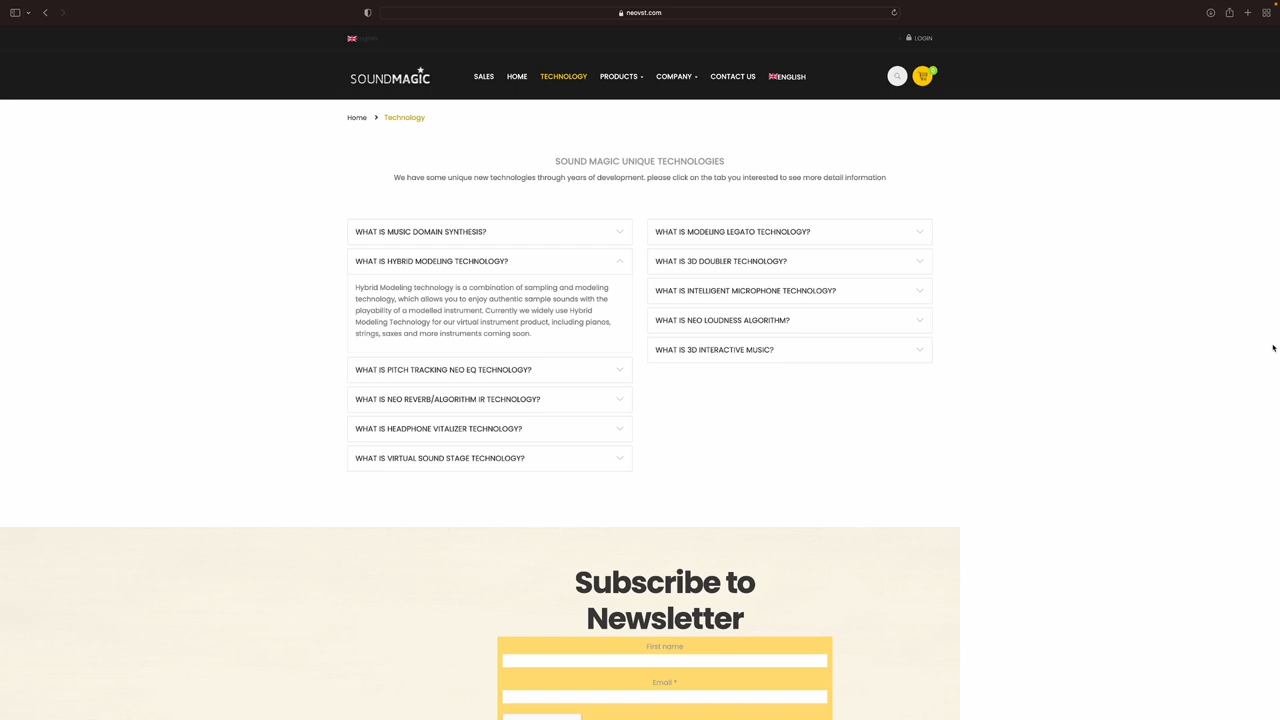 neovst.com
English
LOGIN
SOUNDMAGIC
SALES
HOME
TECHNOLOGY
PRODUCTS
COMPANY
CONTACT US
ENGLISH
0
Home
Technology
SOUND MAGIC UNIQUE TECHNOLOGIES
We have some unique new technologies through years of development. please click on the tab you interested to see more detail information
WHAT IS MUSIC DOMAIN SYNTHESIS?
WHAT IS HYBRID MODELING TECHNOLOGY?
Hybrid Modeling technology is a combination of sampling and modeling
technology, which allows you to enjoy authentic sample sounds with the
playability of a modelled instrument. Currently we widely use Hybrid
Modeling Technology for our virtual instrument product, including pianos,
strings, saxes and more instruments coming soon.
WHAT IS PITCH TRACKING NEO EQ TECHNOLOGY?
WHAT IS NEO REVERB/ALGORITHM IR TECHNOLOGY?
WHAT IS HEADPHONE VITALIZER TECHNOLOGY?
WHAT IS VIRTUAL SOUND STAGE TECHNOLOGY?
WHAT IS MODELING LEGATO TECHNOLOGY?
WHAT IS 3D DOUBLER TECHNOLOGY?
WHAT IS INTELLIGENT MICROPHONE TECHNOLOGY?
WHAT IS NEO LOUDNESS ALGORITHM?
WHAT IS 3D INTERACTIVE MUSIC?
Subscribe to
Newsletter
First name
Email *